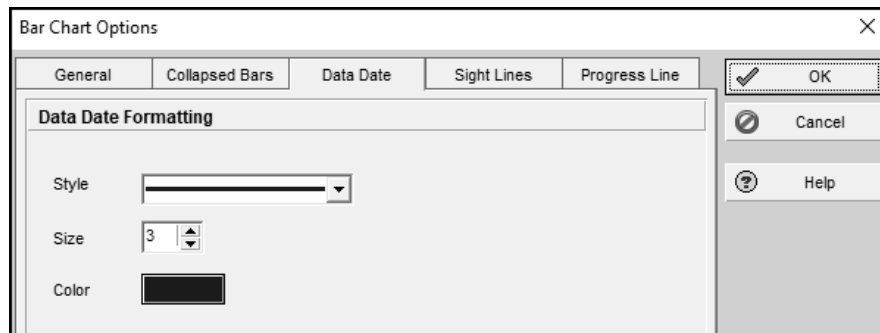 Bar Chart Options
General
Collapsed Bars
Data Date
Sight Lines
Progress Line
OK
Data Date Formatting
Cancel
Style
Help
Size
3
Color